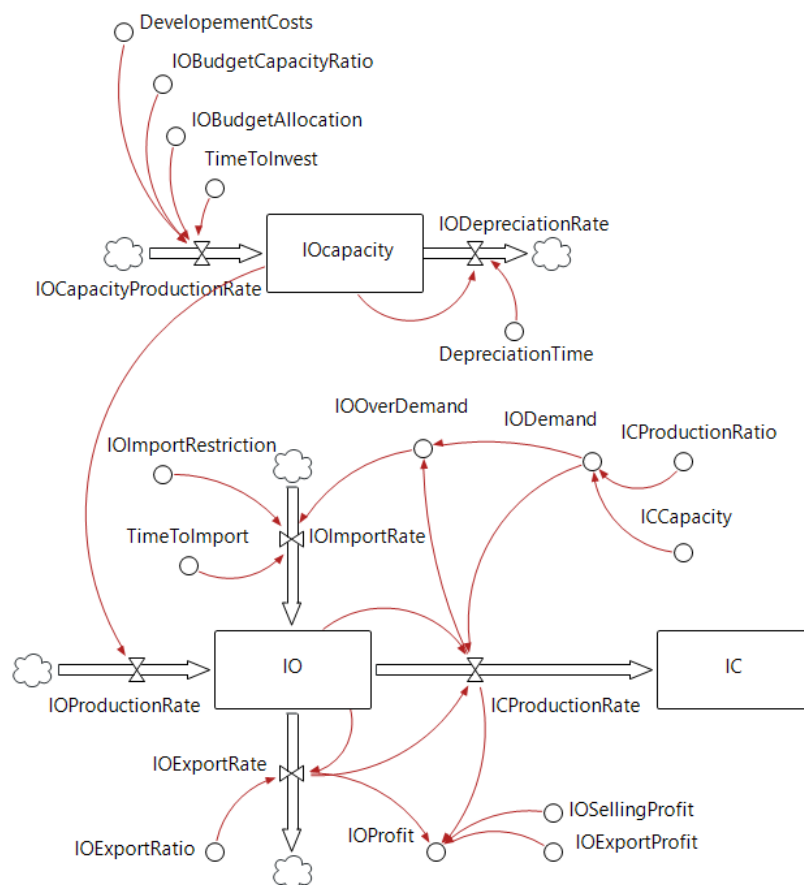 DevelopementCosts
IOBudgetCapacityRatio
IOBudgetAllocation
TimeToInvest
IODepreciationRate
IOcapacity
IOCapacityProductionRate
DepreciationTime
IOOverDemand
IODemand
ICProductionRatio
IOImportRestriction
ICCapacity
TimeToImport
IOImportRate
IO
IC
IOProductionRate
ICProductionRate
IOExportRate
IOSellingProfit
IOProfit
IOExportProfit
IOExportRatio